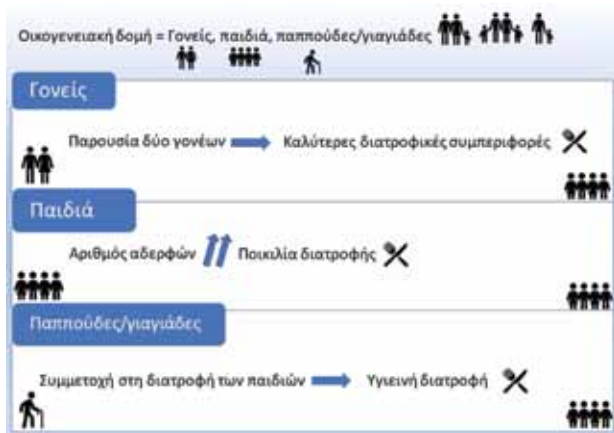 Οικογενειακή δομή = Γονείς, παιδιά, παππούδες/γιαγιάδες
Γονείς
Παρουσία δύο γονέων Καλύτερες διατροφικές συμπεριφορές
Παιδιά
Αριθμός αδερφών Ποικιλία διατροφής
Παππούδες/γιαγιάδες
Συμμετοχή στη διατροφή των παιδιών Υγιεινή διατροφή